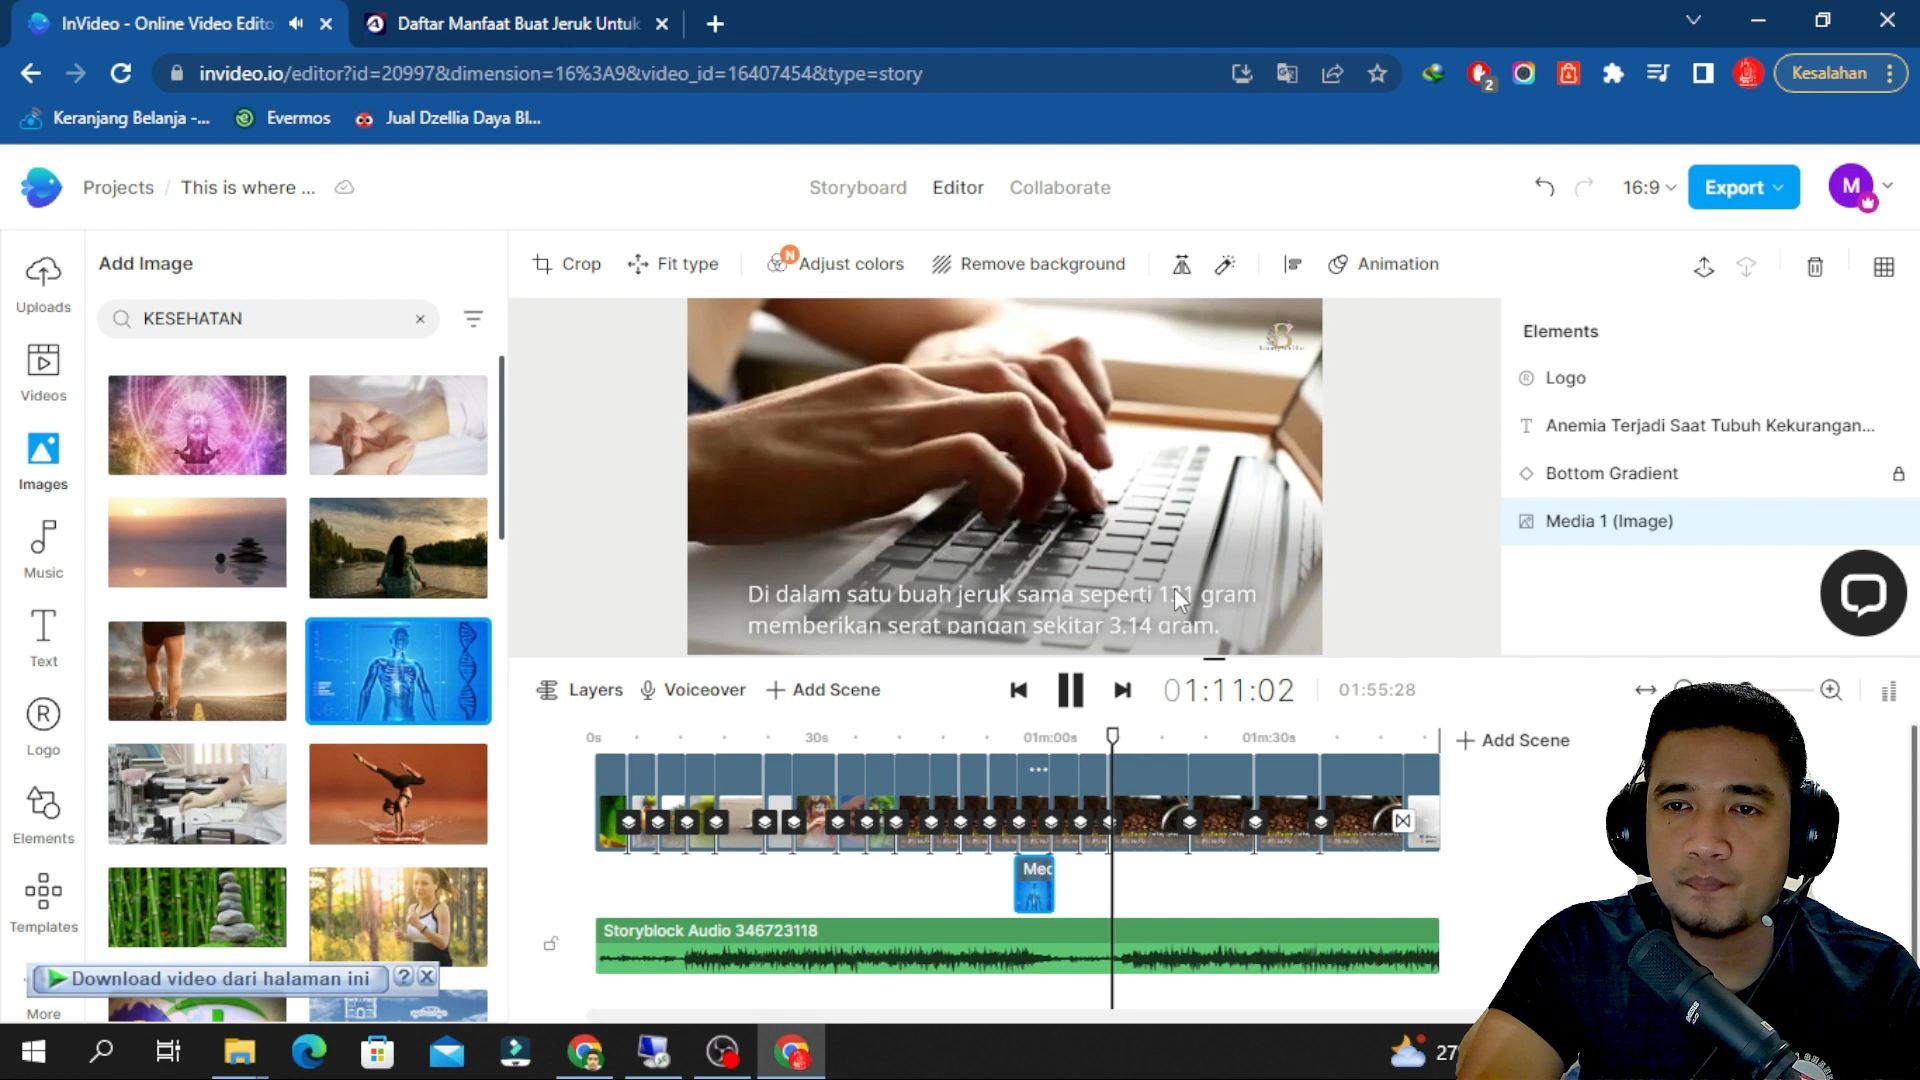 InVideo - Online Video Edito
Daftar Manfaat Buat Jeruk Untuk
invideo.io/editor?id=20997&dimension=16%3A9&video_id=16407454&type=story
2
Kesalahan
Keranjang Belanja -...
Evermos
Jual Dzellia Daya Bl...
Projects / This is where ...
Storyboard
Editor
Collaborate
16:9
Export
M
Add Image
Crop
Fit type
N
Adjust colors
Remove background
Animation
Uploads
KESEHATAN
Videos
Images
Music
Text
Logo
Elements
Templates
More
Elements
Logo
Anemia Terjadi Saat Tubuh Kekurangan...
Bottom Gradient
Media 1 (Image)
Di dalam satu buah jeruk sama seperti 131 gram
memberikan serat pangan sekitar 3,14 gram.
Layers
Voiceover
Add Scene
01:11:02
01:55:28
0s
30s
01m:00s
01m:30s
Add Scene
Med
Storyblock Audio 346723118
Download video dari halaman ini
?
27